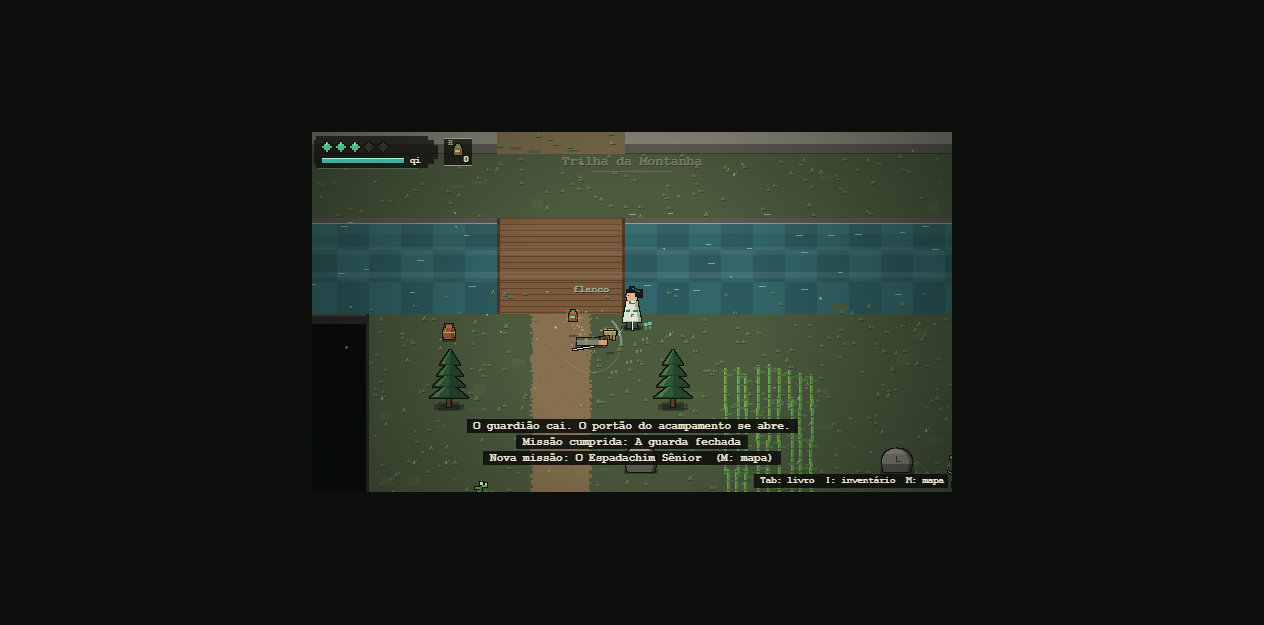 qi
0
Trilha da Montanha
flanco
O guardião cai. O portão do acampamento se abre.
Missão cumprida: A guarda fechada
Nova missão: O Espadachim Sênior (M: mapa)
Tab: livro I: inventário M: mapa